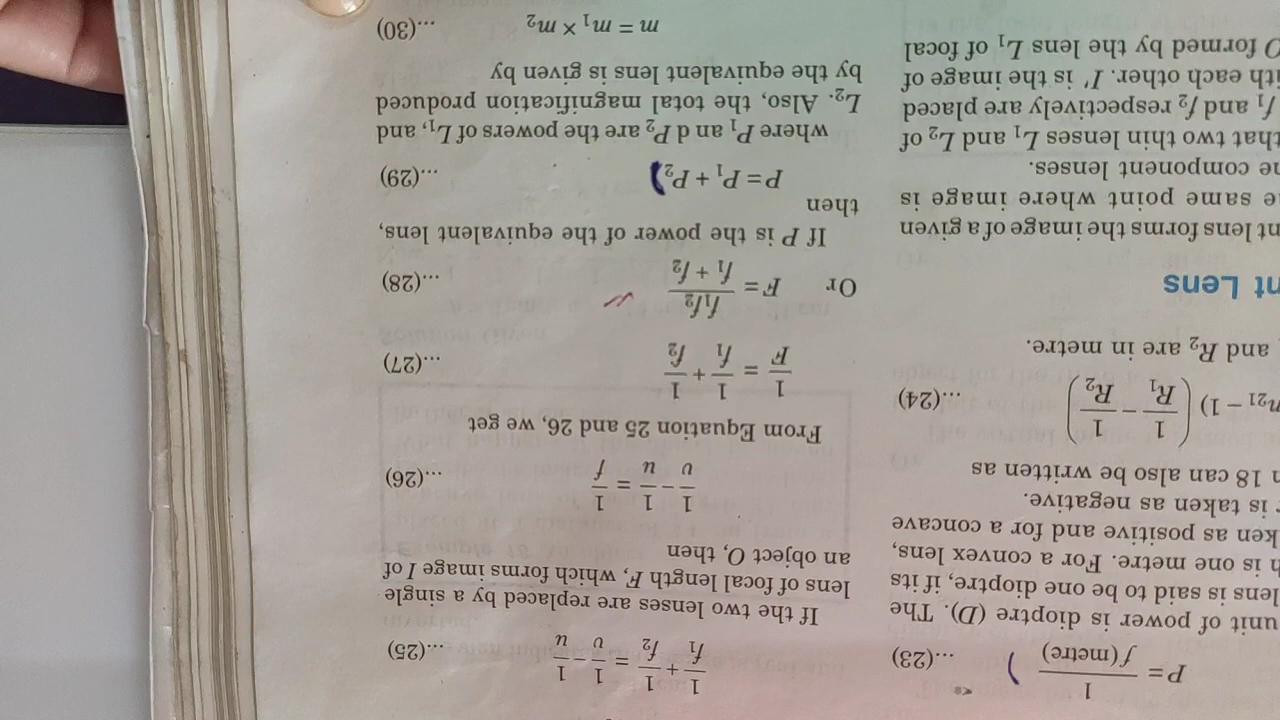 P = 1/f(metre) ...(23)
unit of power is dioptre (D). The
lens is said to be one dioptre, if its
is one metre. For a convex lens,
ken as positive and for a concave
is taken as negative.
18 can also be written as
n₂₁ − 1) (1/R₁ − 1/R₂) ...(24)
and R₂ are in metre.
nt Lens
nt lens forms the image of a given
e same point where image is
component lenses.
that two thin lenses L₁ and L₂ of
f₁ and f₂ respectively are placed
ith each other. I′ is the image of
O formed by the lens L₁ of focal
1/f₁ + 1/f₂ = 1/v − 1/u ...(25)
If the two lenses are replaced by a single
lens of focal length F, which forms image I of
an object O, then
1/v − 1/u = 1/f ...(26)
From Equation 25 and 26, we get
1/F = 1/f₁ + 1/f₂ ...(27)
Or F = f₁f₂/f₁ + f₂ ...(28)
If P is the power of the equivalent lens,
then
P = P₁ + P₂ ...(29)
where P₁ an d P₂ are the powers of L₁, and
L₂. Also, the total magnification produced
by the equivalent lens is given by
m = m₁ × m₂ ...(30)